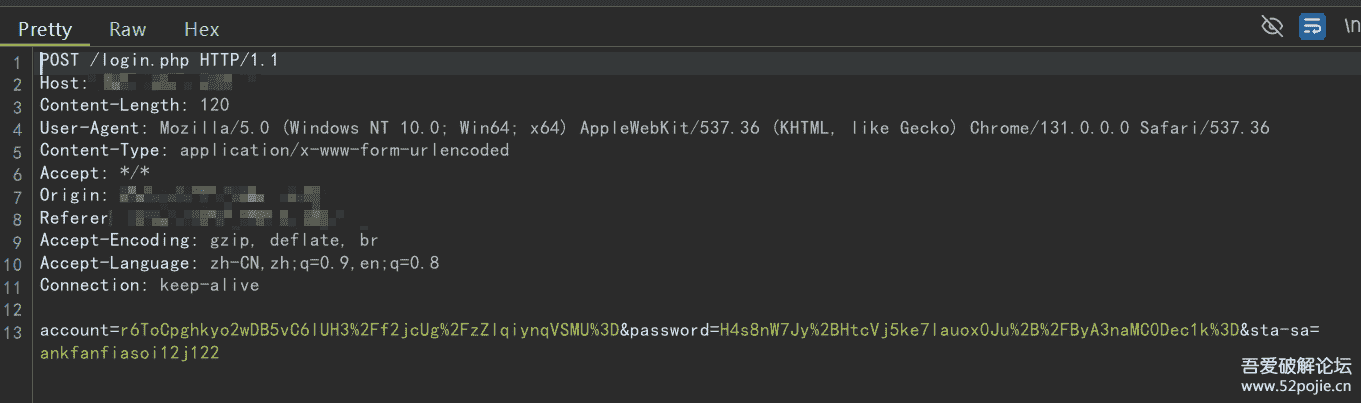 Pretty Raw Hex \n
1 POST /login.php HTTP/1.1
2 Host:
3 Content-Length: 120
4 User-Agent: Mozilla/5.0 (Windows NT 10.0; Win64; x64) AppleWebKit/537.36 (KHTML, like Gecko) Chrome/131.0.0.0 Safari/537.36
5 Content-Type: application/x-www-form-urlencoded
6 Accept: */*
7 Origin:
8 Referer
9 Accept-Encoding: gzip, deflate, br
10 Accept-Language: zh-CN,zh;q=0.9,en;q=0.8
11 Connection: keep-alive
12
13 account=r6ToCpghkyo2wDB5vC6lUH3%2Ff2jcUg%2FzZlqiynqVSMU%3D&password=H4s8nW7Jy%2BHtcVj5ke7lauoxOJu%2B%2FByA3naMCODec1k%3D&sta-sa=
ankfanfiasoi12j122
吾爱破解论坛
www.52pojie.cn